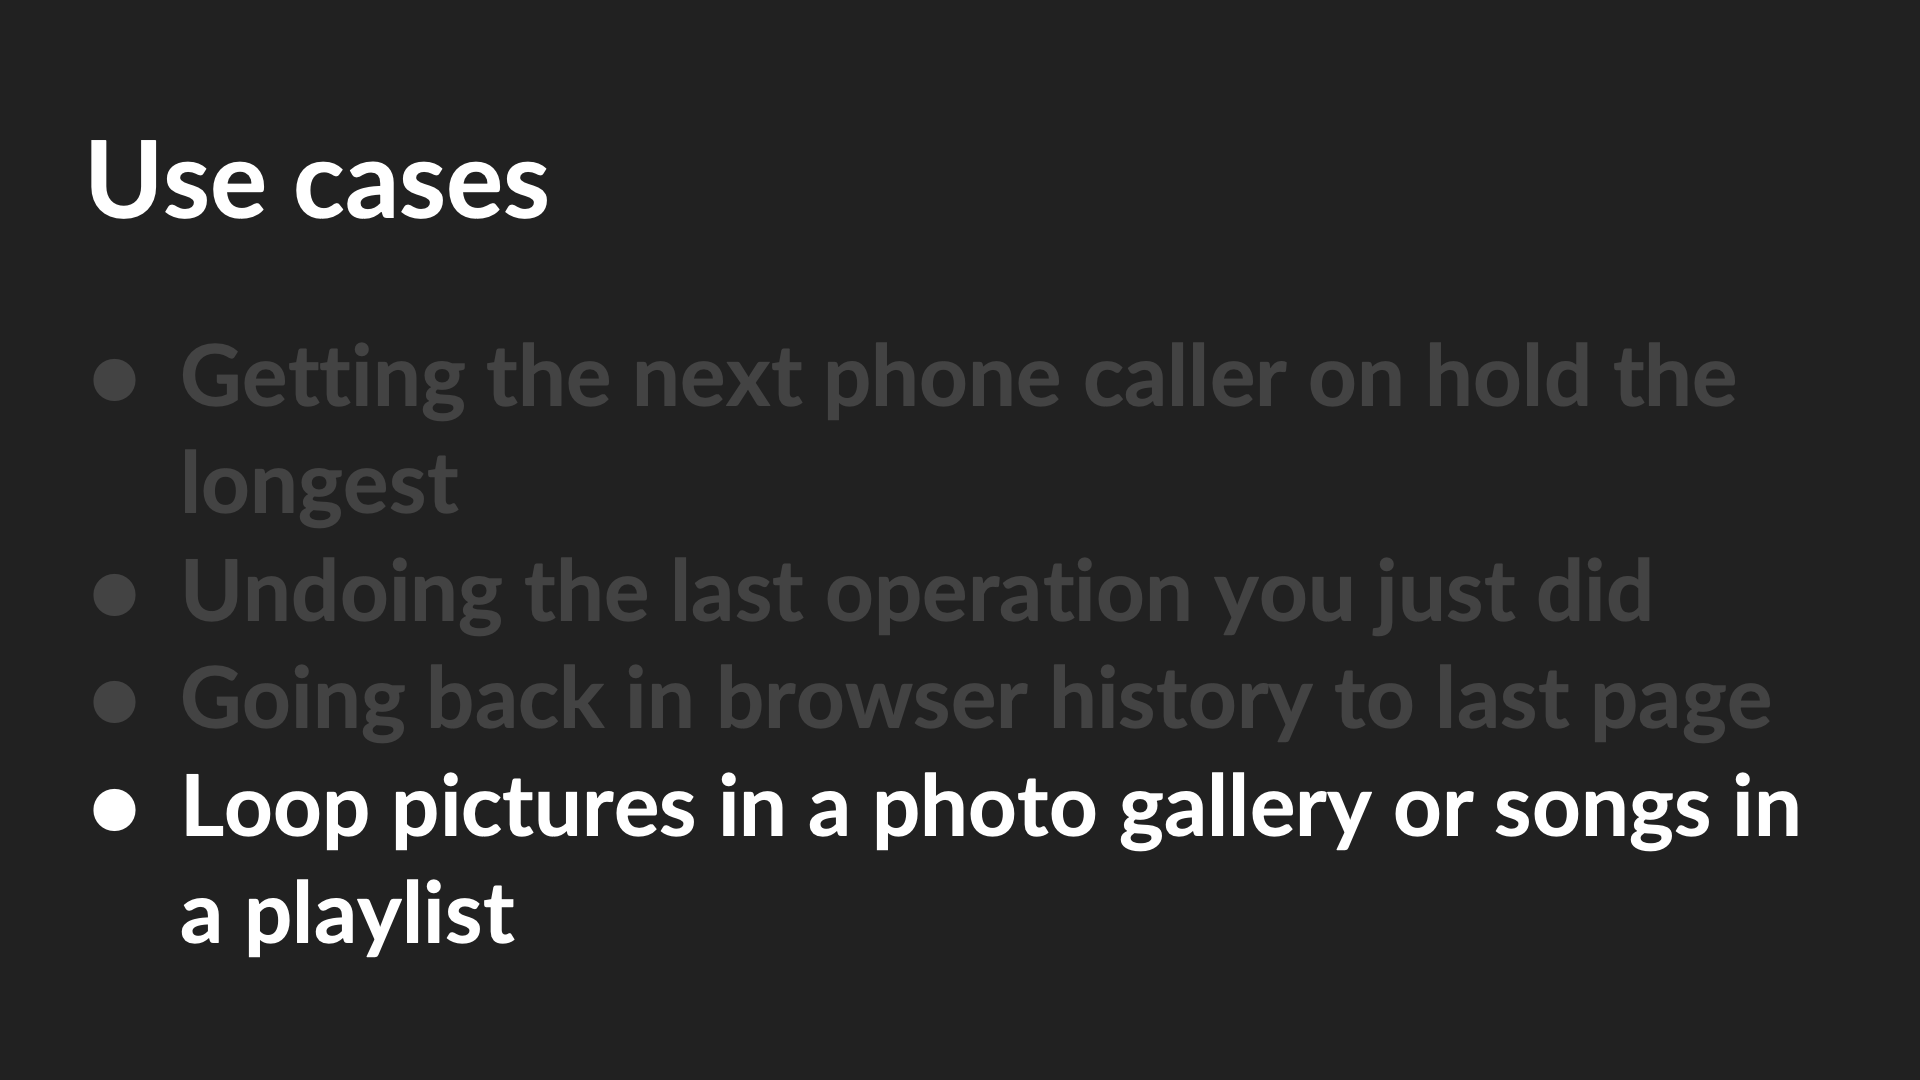 Use cases
● Getting the next phone caller on hold the
longest
● Undoing the last operation you just did
● Going back in browser history to last page
● Loop pictures in a photo gallery or songs in
a playlist